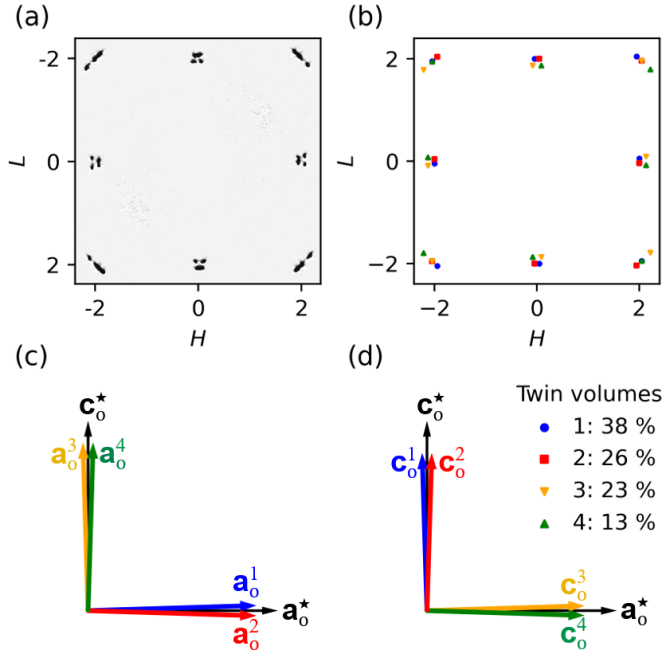 (a)
(b)
-2
0
2
L
-2
0
2
H
2
0
−2
L
−2
0
2
H
(c)
(d)
c★o
a3o
a4o
a1o
a★o
a2o
c★o
c1o
c2o
c3o
a★o
c4o
Twin volumes
1: 38 %
2: 26 %
3: 23 %
4: 13 %